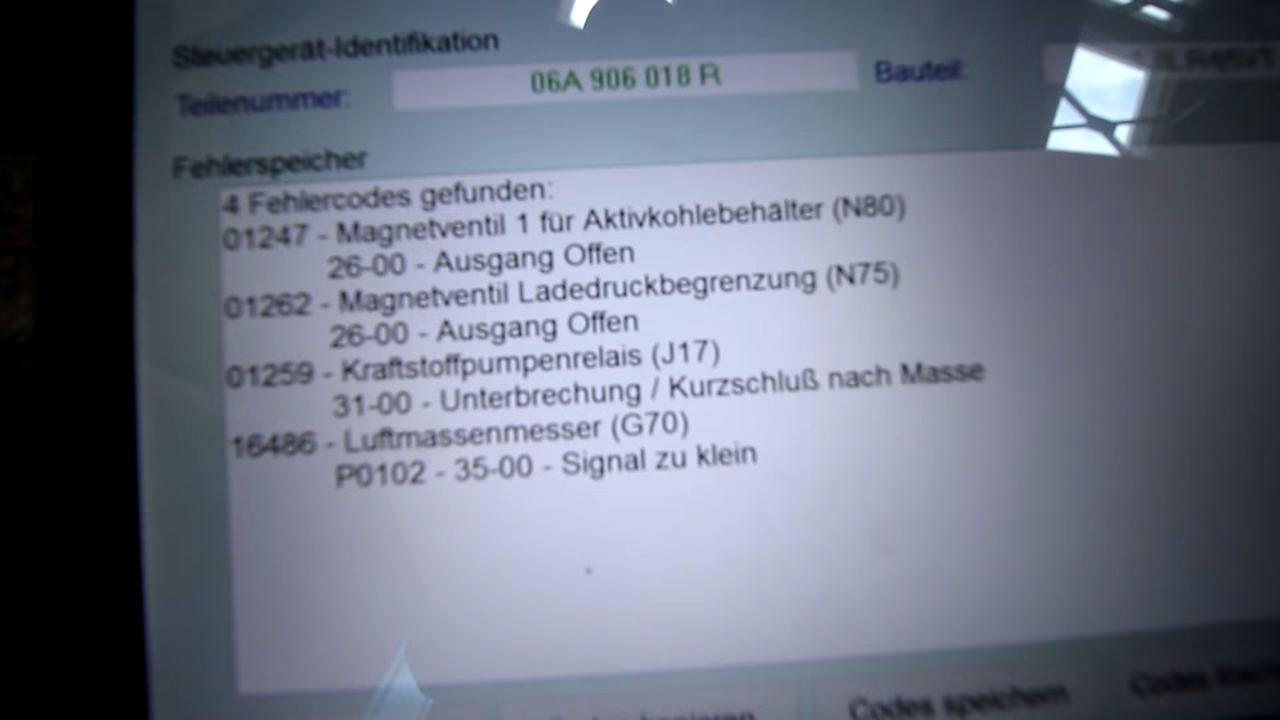 Steuergerät-Identifikation
Teilenummer: 06A 906 018 R Bauteil:
Fehlerspeicher
4 Fehlercodes gefunden:
01247 - Magnetventil 1 für Aktivkohlebehälter (N80)
26-00 - Ausgang Offen
01262 - Magnetventil Ladedruckbegrenzung (N75)
26-00 - Ausgang Offen
01259 - Kraftstoffpumpenrelais (J17)
31-00 - Unterbrechung / Kurzschluß nach Masse
16486 - Luftmassenmesser (G70)
P0102 - 35-00 - Signal zu klein
Codes speichern
Codes